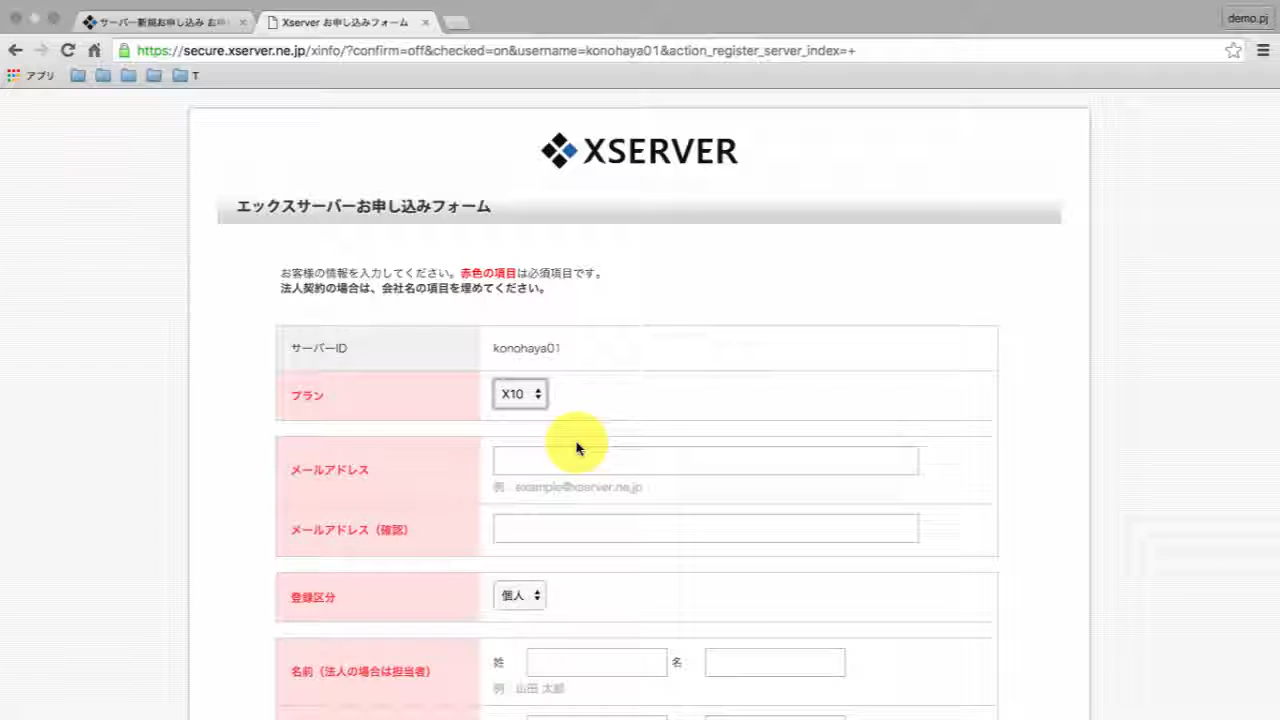 サーバー新規お申し込み お申
Xserver お申し込みフォーム
demo.pj
https://secure.xserver.ne.jp/xinfo/?confirm=off&checked=on&username=konohaya01&action_register_server_index=+
アプリ
T
XSERVER
エックスサーバーお申し込みフォーム
お客様の情報を入力してください。赤色の項目は必須項目です。
法人契約の場合は、会社名の項目を埋めてください。
サーバーID
konohaya01
プラン
X10
メールアドレス
例 example@xserver.ne.jp
メールアドレス（確認）
登録区分
個人
名前（法人の場合は担当者）
姓
名
例 山田 太郎